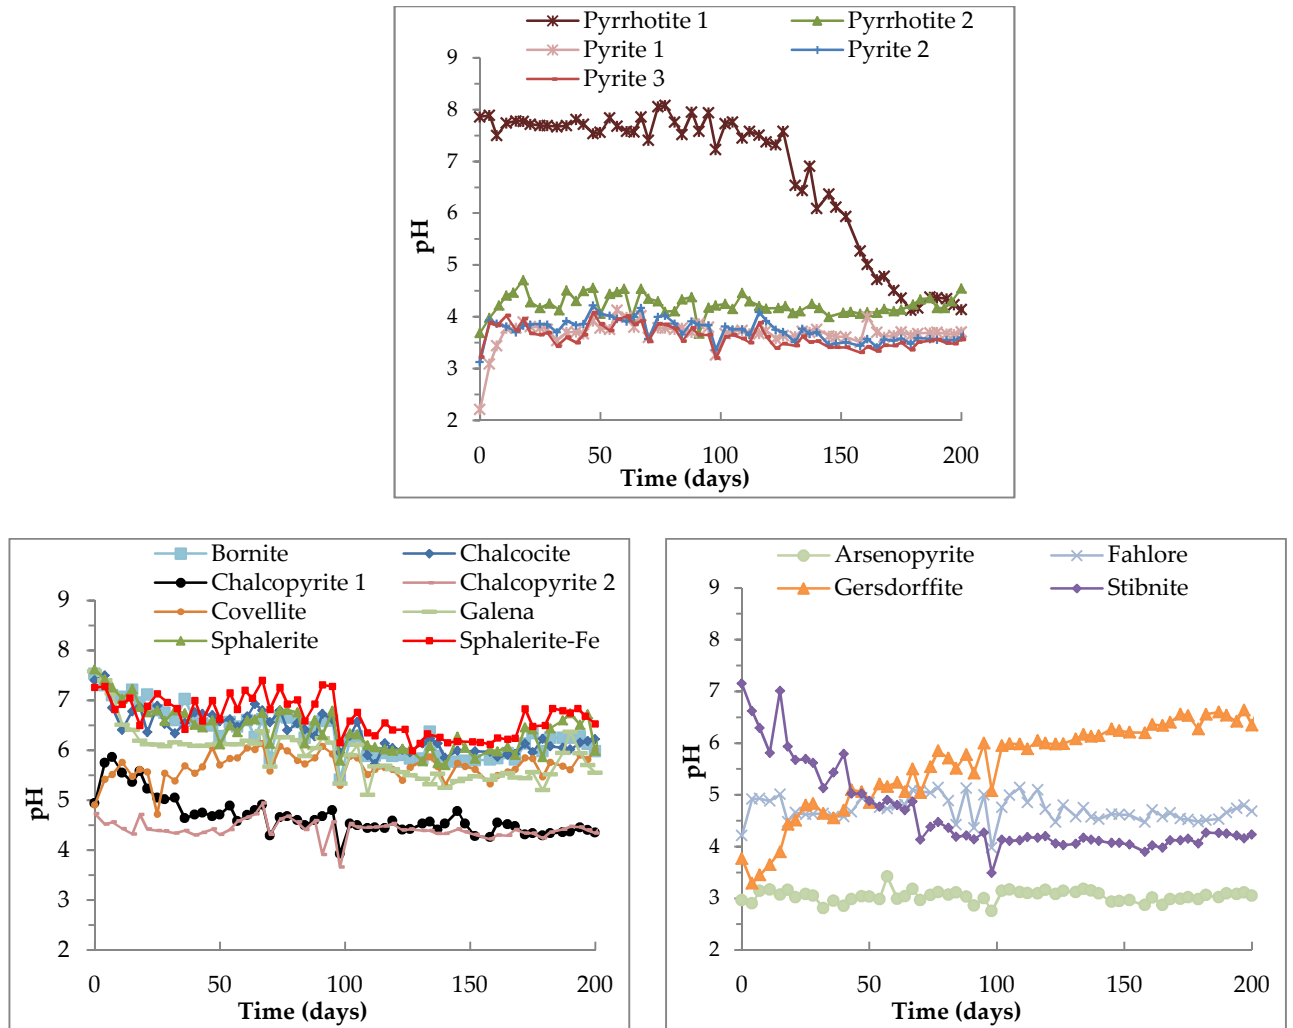 Pyrrhotite 1 Pyrrhotite 2
Pyrite 1 Pyrite 2
Pyrite 3
9
8
7
6
5
4
3
2
pH
0 50 100 150 200
Time (days)
Bornite Chalcocite
Chalcopyrite 1 Chalcopyrite 2
Covellite Galena
Sphalerite Sphalerite-Fe
9
8
7
6
5
4
3
2
pH
0 50 100 150 200
Time (days)
Arsenopyrite Fahlore
Gersdorffite Stibnite
9
8
7
6
5
4
3
2
pH
0 50 100 150 200
Time (days)